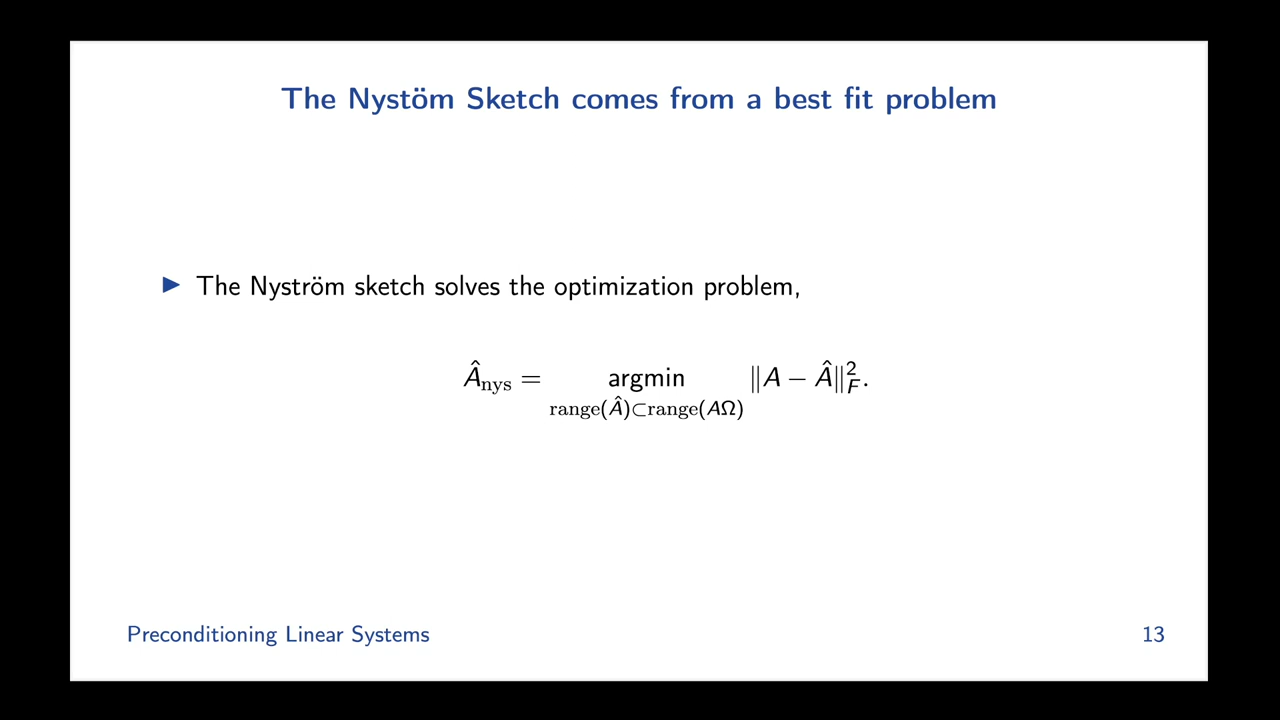 The Nystöm Sketch comes from a best fit problem
▶ The Nyström sketch solves the optimization problem,
Â_nys = argmin_{range(Â)⊂range(AΩ)} ‖A − Â‖²_F.
Preconditioning Linear Systems 13